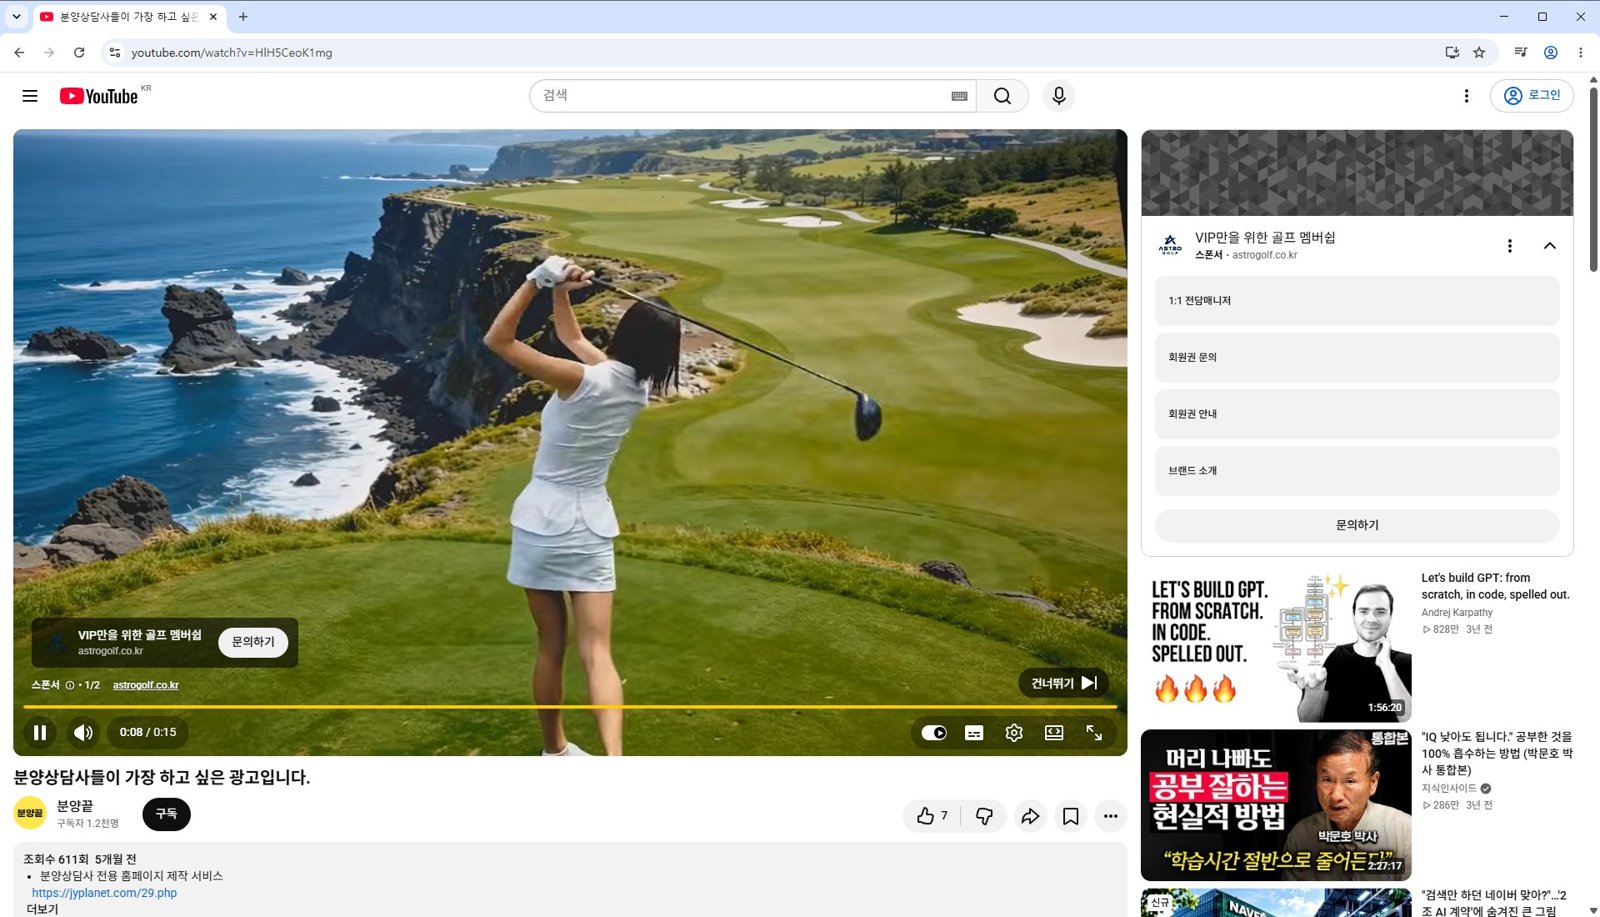 분양상담사들이 가장 하고 싶은
youtube.com/watch?v=HlH5CeoK1mg
YouTube KR
검색
로그인
VIP만을 위한 골프 멤버쉽
astrogolf.co.kr
문의하기
스폰서 · 1/2 astrogolf.co.kr
건너뛰기
0:08 / 0:15
분양상담사들이 가장 하고 싶은 광고입니다.
분양끝
분양끝
구독자 1.2천명
구독
7
조회수 611회 5개월 전
• 분양상담사 전용 홈페이지 제작 서비스
https://jyplanet.com/29.php
더보기
ASTRO
GOLF
VIP만을 위한 골프 멤버쉽
스폰서 · astrogolf.co.kr
1:1 전담매니저
회원권 문의
회원권 안내
브랜드 소개
문의하기
LET'S BUILD GPT.
FROM SCRATCH.
IN CODE.
SPELLED OUT.
1:56:20
Let's build GPT: from
scratch, in code, spelled out.
Andrej Karpathy
828만 3년 전
통합본
머리 나빠도
공부 잘하는
현실적 방법
박문호 박사
"학습시간 절반으로 줄어든다"
2:27:17
"IQ 낮아도 됩니다." 공부한 것을
100% 흡수하는 방법 (박문호 박
사 통합본)
지식인사이드
286만 3년 전
신규
NAVE
"검색만 하던 네이버 맞아?"...'2
조 AI 계약'에 숨겨진 큰 그림